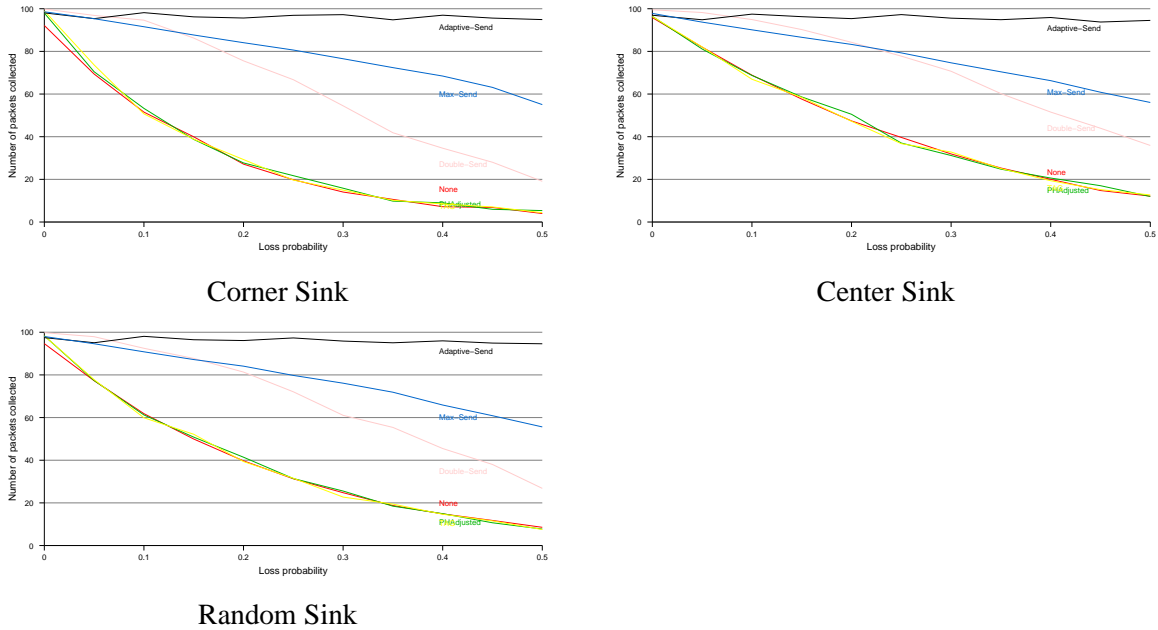 100
80
60
40
20
0
Number of packets collected
Adaptive−Send
Max−Send
Double−Send
None
PHAdjusted
0
0.1
0.2
0.3
0.4
0.5
Loss probability
Corner Sink
100
80
60
40
20
0
Number of packets collected
Adaptive−Send
Max−Send
Double−Send
None
PHAdjusted
0
0.1
0.2
0.3
0.4
0.5
Loss probability
Center Sink
100
80
60
40
20
0
Number of packets collected
Adaptive−Send
Max−Send
Double−Send
None
PHAdjusted
0
0.1
0.2
0.3
0.4
0.5
Loss probability
Random Sink